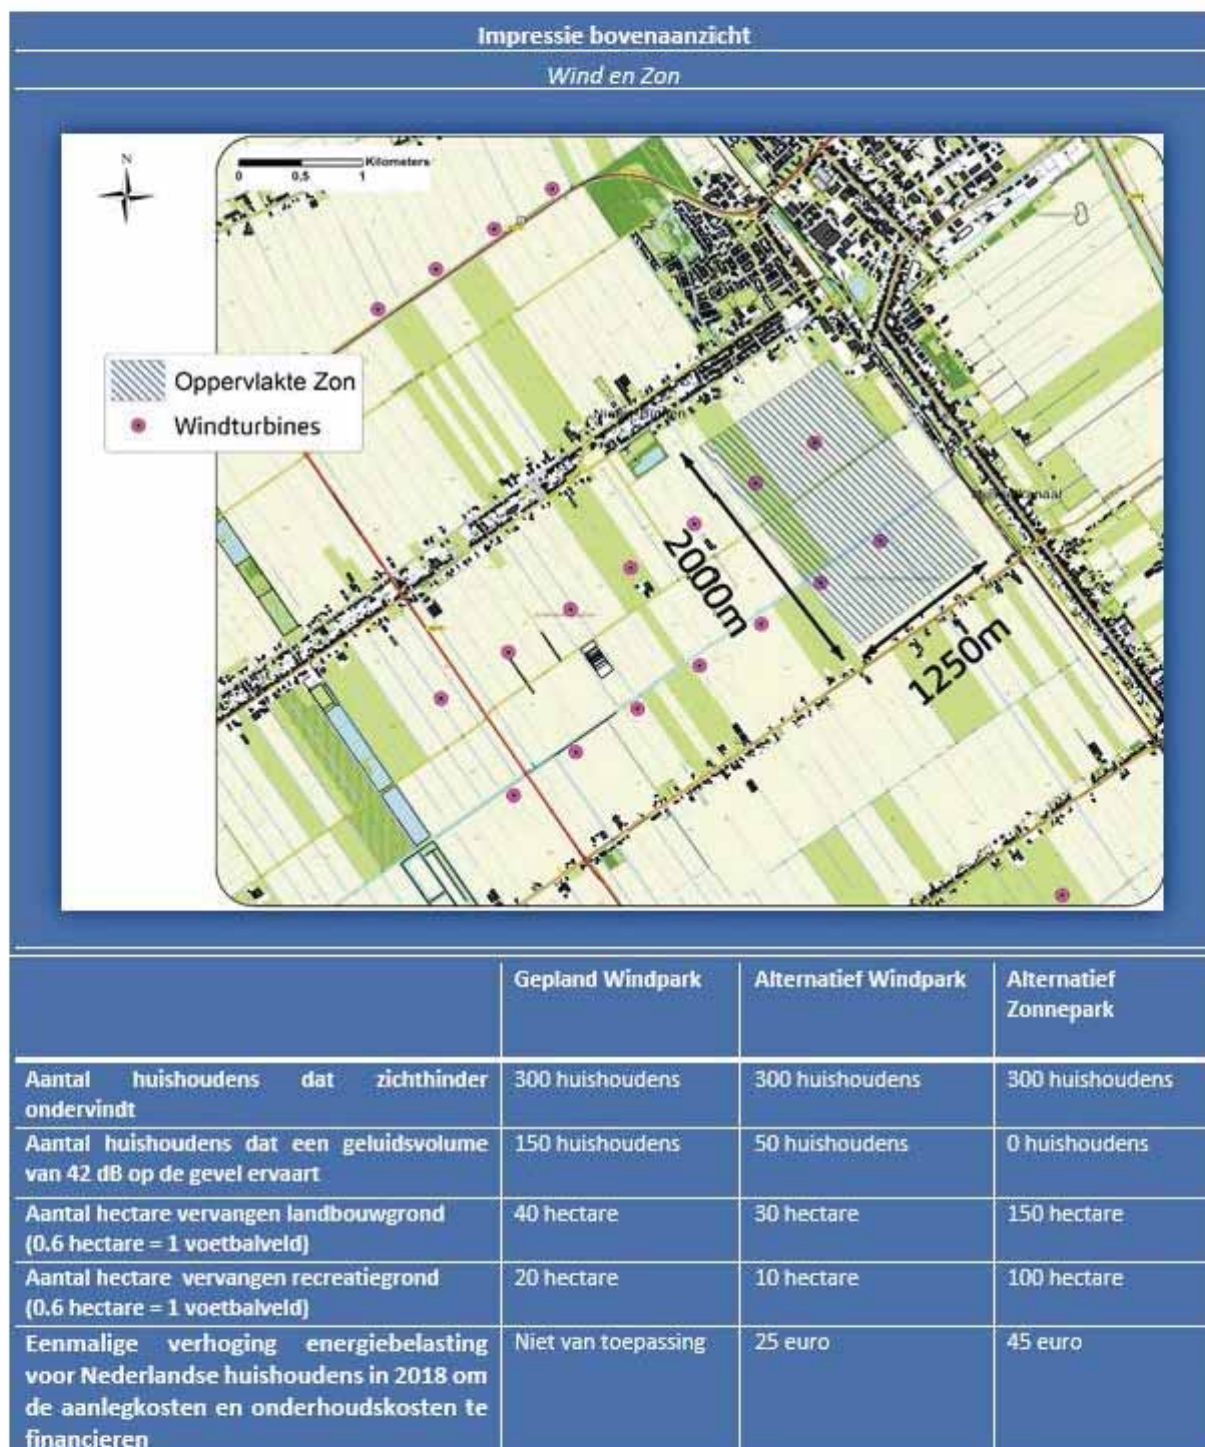 Impressie bovenaanzicht
Wind en Zon
N
Kilometers
0 0,5 1
Oppervlakte Zon
Windturbines
2000m
1250m
Gepland Windpark Alternatief Windpark Alternatief
Zonnepark
Aantal huishoudens dat zichthinder 300 huishoudens 300 huishoudens 300 huishoudens
ondervindt
Aantal huishoudens dat een geluidsvolume 150 huishoudens 50 huishoudens 0 huishoudens
van 42 dB op de gevel ervaart
Aantal hectare vervangen landbouwgrond 40 hectare 30 hectare 150 hectare
(0.6 hectare = 1 voetbalveld)
Aantal hectare vervangen recreatiegrond 20 hectare 10 hectare 100 hectare
(0.6 hectare = 1 voetbalveld)
Eenmalige verhoging energiebelasting Niet van toepassing 25 euro 45 euro
voor Nederlandse huishoudens in 2018 om
de aanlegkosten en onderhoudskosten te
financieren